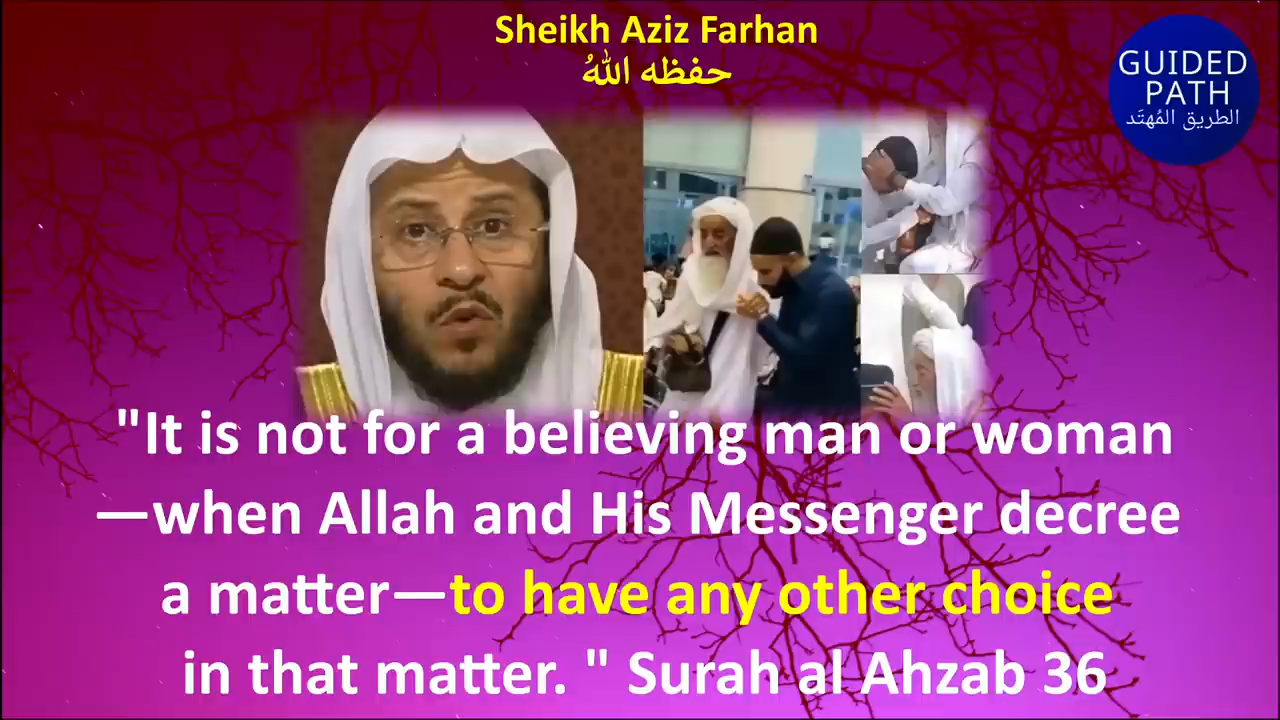 Sheikh Aziz Farhan
حفظه اللهُ
GUIDED
PATH
الطريق المُهتَد
"It is not for a believing man or woman
—when Allah and His Messenger decree
a matter—to have any other choice
in that matter. " Surah al Ahzab 36